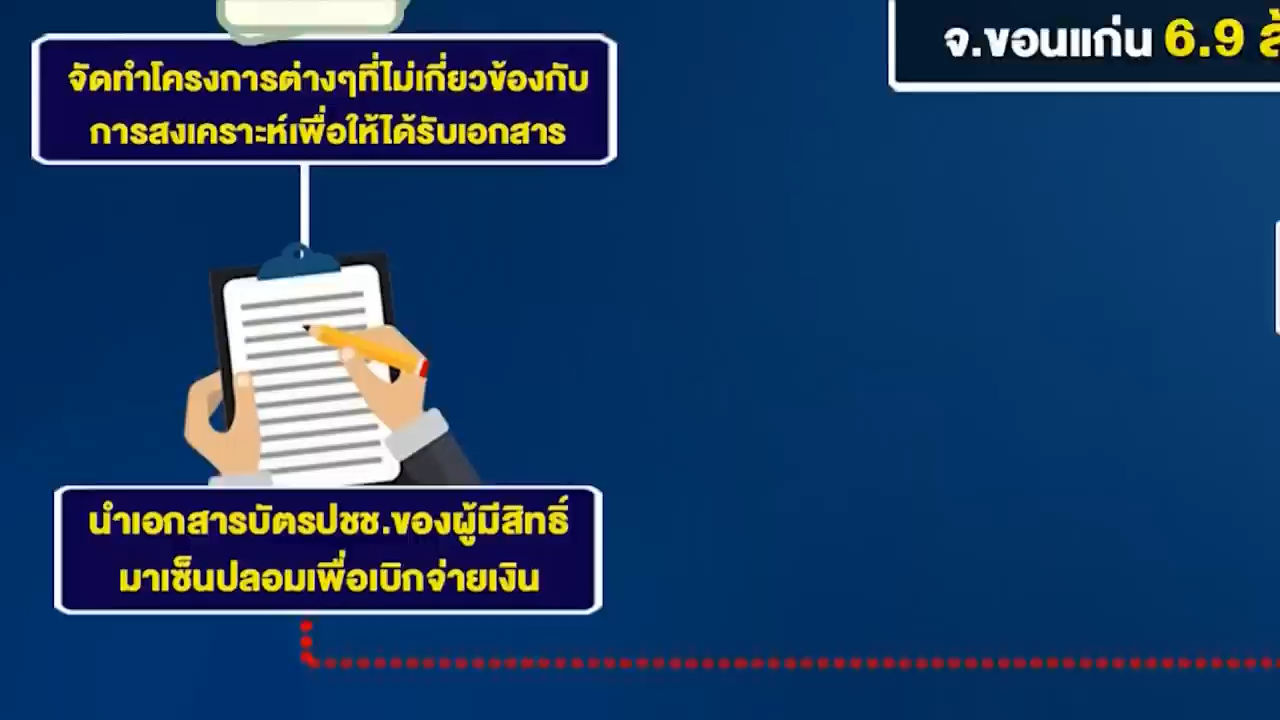 จัดทำโครงการต่างๆที่ไม่เกี่ยวข้องกับ
การสงเคราะห์เพื่อให้ได้รับเอกสาร
จ.ขอนแก่น 6.9
นำเอกสารบัตรปชช.ของผู้มีสิทธิ์
มาเซ็นปลอมเพื่อเบิกจ่ายเงิน